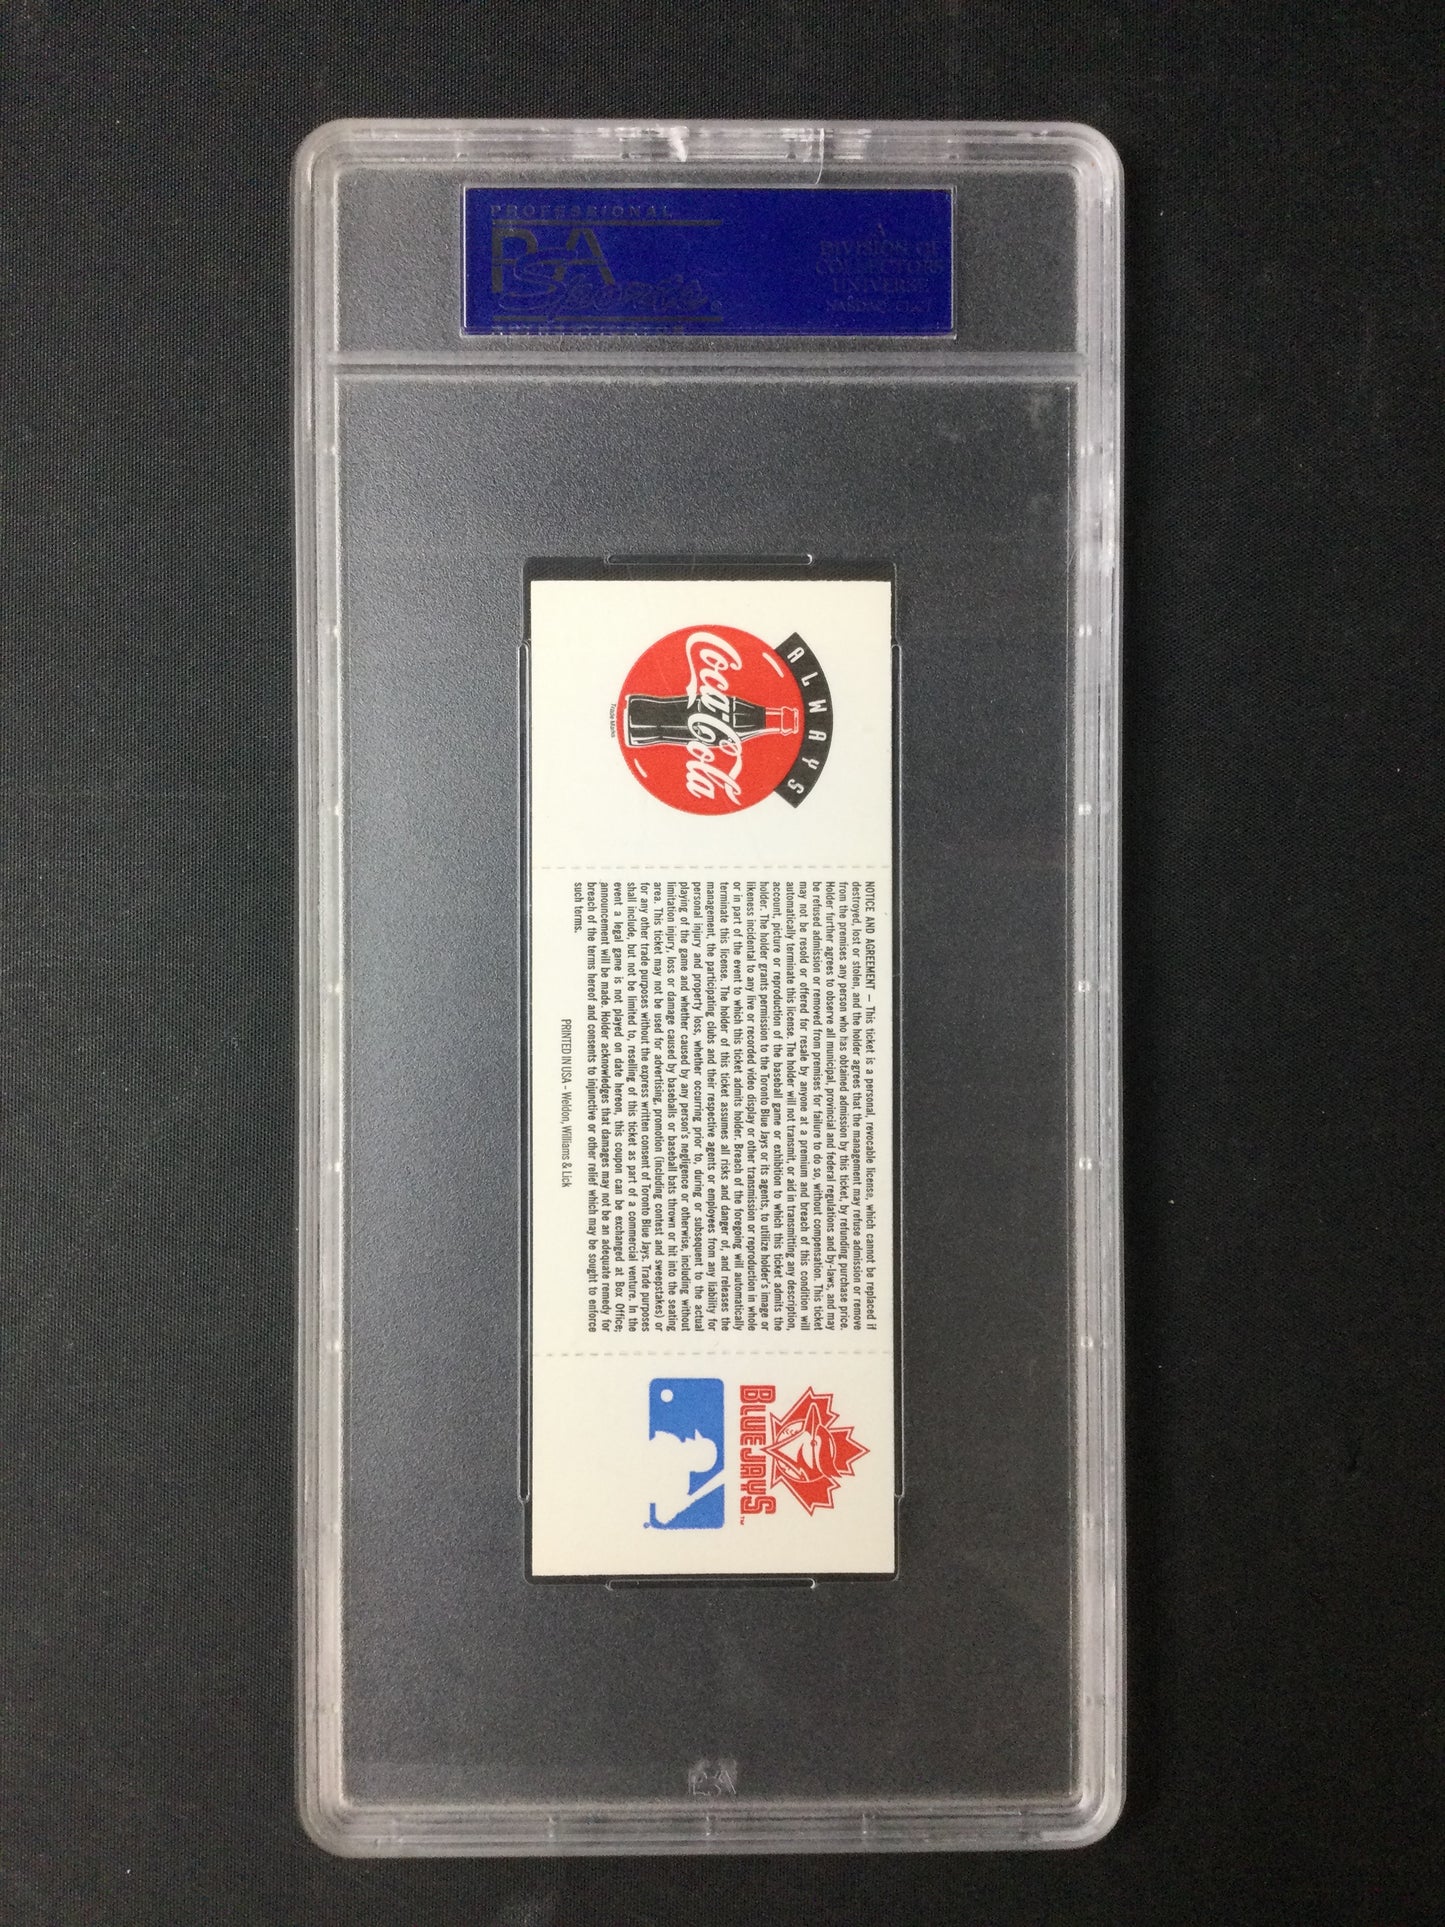 PROFESSIONAL
PSA
Sports
A
DIVISION OF
COLLECTORS
UNIVERSE
ALWAYS
Coca-Cola
Trade Marks
NOTICE AND AGREEMENT — This ticket is a personal, revocable license, which cannot be replaced if
destroyed, lost or stolen, and the holder agrees that the management may refuse admission or remove
from the premises any person who has obtained admission by this ticket, by refunding purchase price.
Holder further agrees to observe all municipal, provincial and federal regulations and by-laws, and may
be refused admission or removed from premises for failure to do so, without compensation. This ticket
may not be resold or offered for resale by anyone at a premium and breach of this condition will
automatically terminate this license. The holder will not transmit, or aid in transmitting any description,
account, picture or reproduction of the baseball game or exhibition to which this ticket admits the
holder. The holder grants permission to the Toronto Blue Jays or its agents, to utilize holder's image or
likeness incidental to any live or recorded video display or other transmission or reproduction in whole
or in part of the event to which this ticket admits holder. Breach of the foregoing will automatically
terminate this license. The holder of this ticket assumes all risks and danger of, and releases the
management, the participating clubs and their respective agents or employees from any liability for
personal injury and property loss, whether occurring prior to, during or subsequent to the actual
playing of the game and whether caused by any person's negligence or otherwise, including without
limitation injury, loss or damage caused by baseballs or baseball bats thrown or hit into the seating
area. This ticket may not be used for advertising, promotion (including contest and sweepstakes) or
for any other trade purposes without the express written consent of Toronto Blue Jays. Trade purposes
shall include, but not be limited to, reselling of this ticket as part of a commercial venture. In the
event a legal game is not played on date hereon, this coupon can be exchanged at Box Office;
announcement will be made. Holder acknowledges that damages may not be an adequate remedy for
breach of the terms hereof and consents to injunctive or other relief which may be sought to enforce
such terms.
PRINTED IN USA - Weldon, Williams & Lick
BLUE JAYS™
PSA